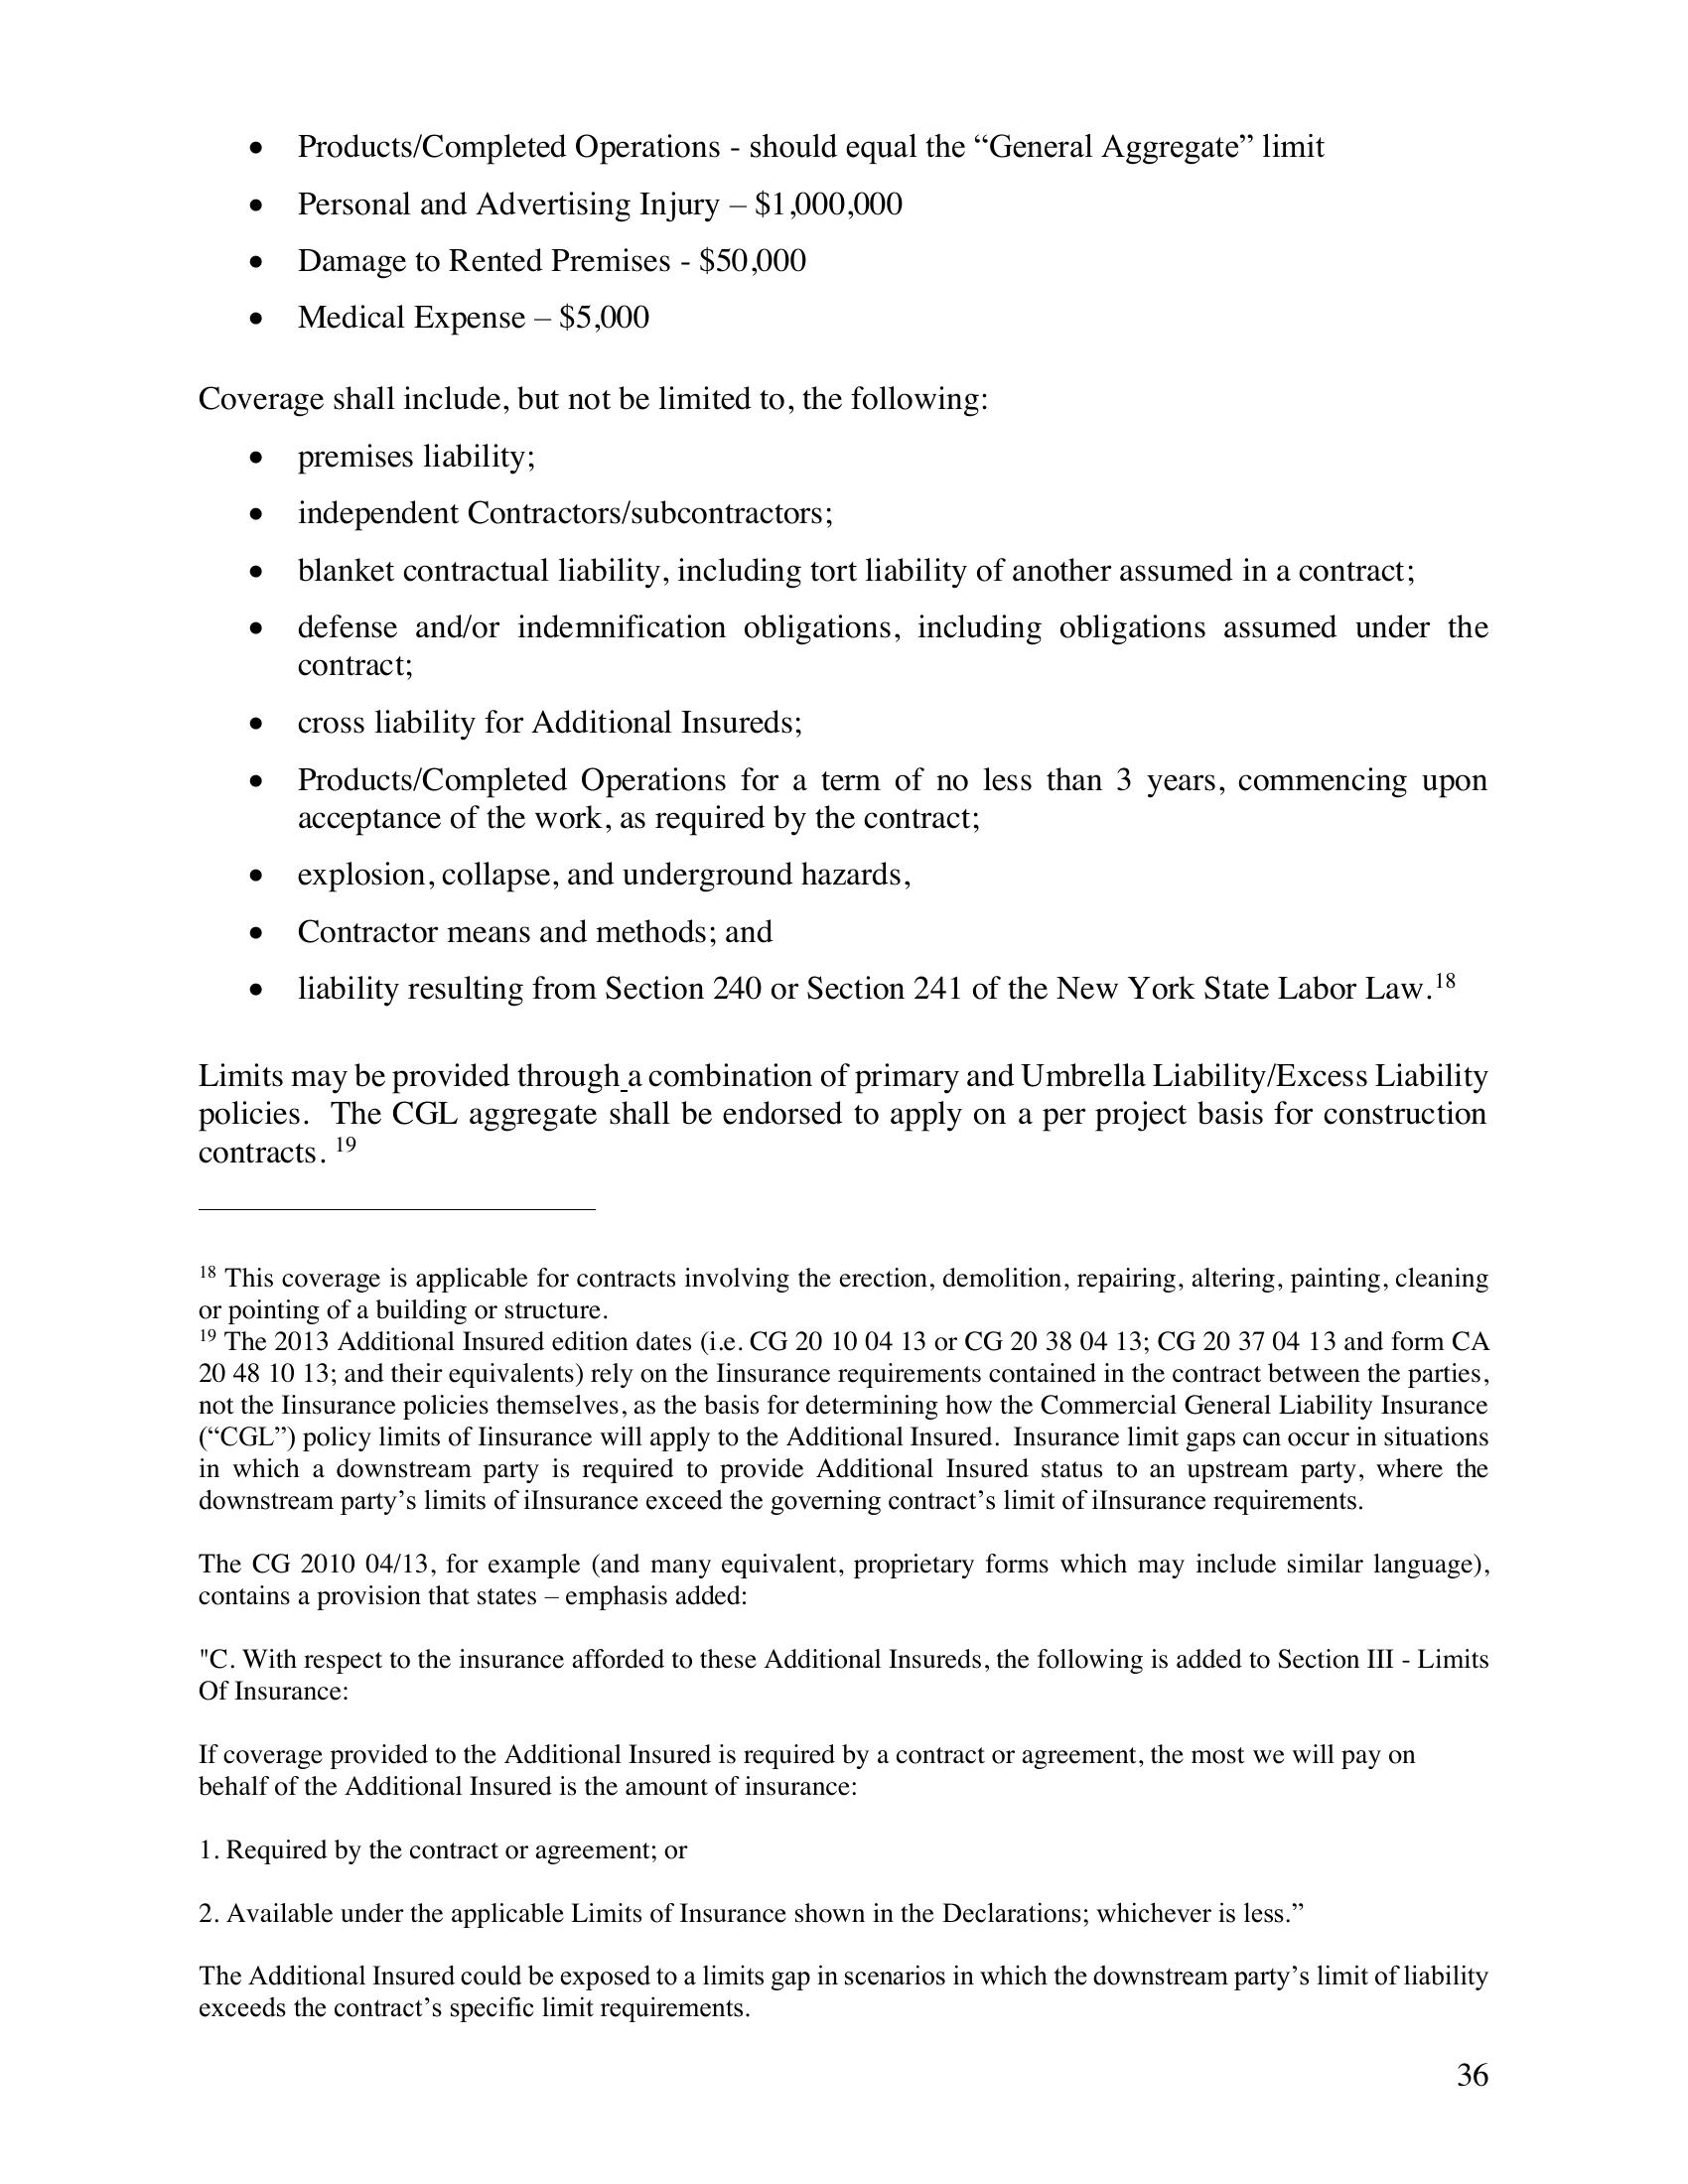 • Products/Completed Operations - should equal the “General Aggregate” limit
• Personal and Advertising Injury – $1,000,000
• Damage to Rented Premises - $50,000
• Medical Expense – $5,000
Coverage shall include, but not be limited to, the following:
• premises liability;
• independent Contractors/subcontractors;
• blanket contractual liability, including tort liability of another assumed in a contract;
• defense and/or indemnification obligations, including obligations assumed under the
contract;
• cross liability for Additional Insureds;
• Products/Completed Operations for a term of no less than 3 years, commencing upon
acceptance of the work, as required by the contract;
• explosion, collapse, and underground hazards,
• Contractor means and methods; and
• liability resulting from Section 240 or Section 241 of the New York State Labor Law.18
Limits may be provided through a combination of primary and Umbrella Liability/Excess Liability
policies. The CGL aggregate shall be endorsed to apply on a per project basis for construction
contracts. 19
18 This coverage is applicable for contracts involving the erection, demolition, repairing, altering, painting, cleaning
or pointing of a building or structure.
19 The 2013 Additional Insured edition dates (i.e. CG 20 10 04 13 or CG 20 38 04 13; CG 20 37 04 13 and form CA
20 48 10 13; and their equivalents) rely on the Iinsurance requirements contained in the contract between the parties,
not the Iinsurance policies themselves, as the basis for determining how the Commercial General Liability Insurance
(“CGL”) policy limits of Iinsurance will apply to the Additional Insured. Insurance limit gaps can occur in situations
in which a downstream party is required to provide Additional Insured status to an upstream party, where the
downstream party’s limits of iInsurance exceed the governing contract’s limit of iInsurance requirements.
The CG 2010 04/13, for example (and many equivalent, proprietary forms which may include similar language),
contains a provision that states – emphasis added:
"C. With respect to the insurance afforded to these Additional Insureds, the following is added to Section III - Limits
Of Insurance:
If coverage provided to the Additional Insured is required by a contract or agreement, the most we will pay on
behalf of the Additional Insured is the amount of insurance:
1. Required by the contract or agreement; or
2. Available under the applicable Limits of Insurance shown in the Declarations; whichever is less.”
The Additional Insured could be exposed to a limits gap in scenarios in which the downstream party’s limit of liability
exceeds the contract’s specific limit requirements.
36